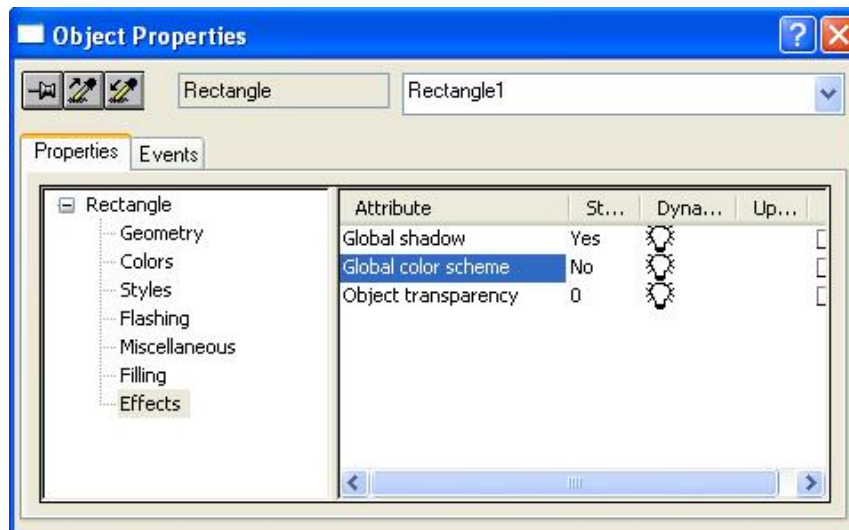 Object Properties
Rectangle Rectangle1
Properties Events
Rectangle
Geometry
Colors
Styles
Flashing
Miscellaneous
Filling
Effects
Attribute St... Dyna... Up...
Global shadow Yes
Global color scheme No
Object transparency 0